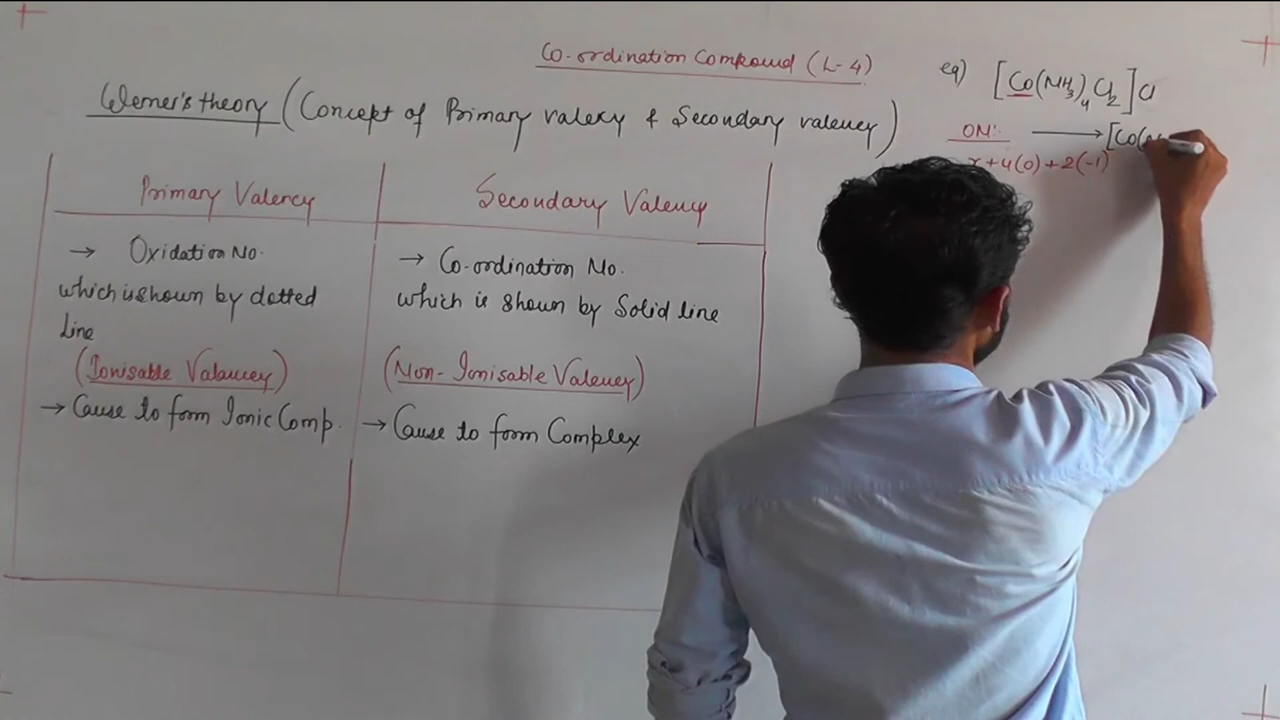 Co-ordination Compound (L-4)
Werner's theory (Concept of Primary valency & Secondary valency)
Primary Valency
→ Oxidation No.
which is shown by dotted
line
(Ionisable Valancey)
→ Cause to form Ionic Comp.
Secondary Valency
→ Co-ordination No.
which is shown by Solid line
(Non-Ionisable Valency)
→ Cause to form Complex
eg) [Co(NH3)4Cl2]Cl
ON:- → [Co(
x+4(0)+2(-1)